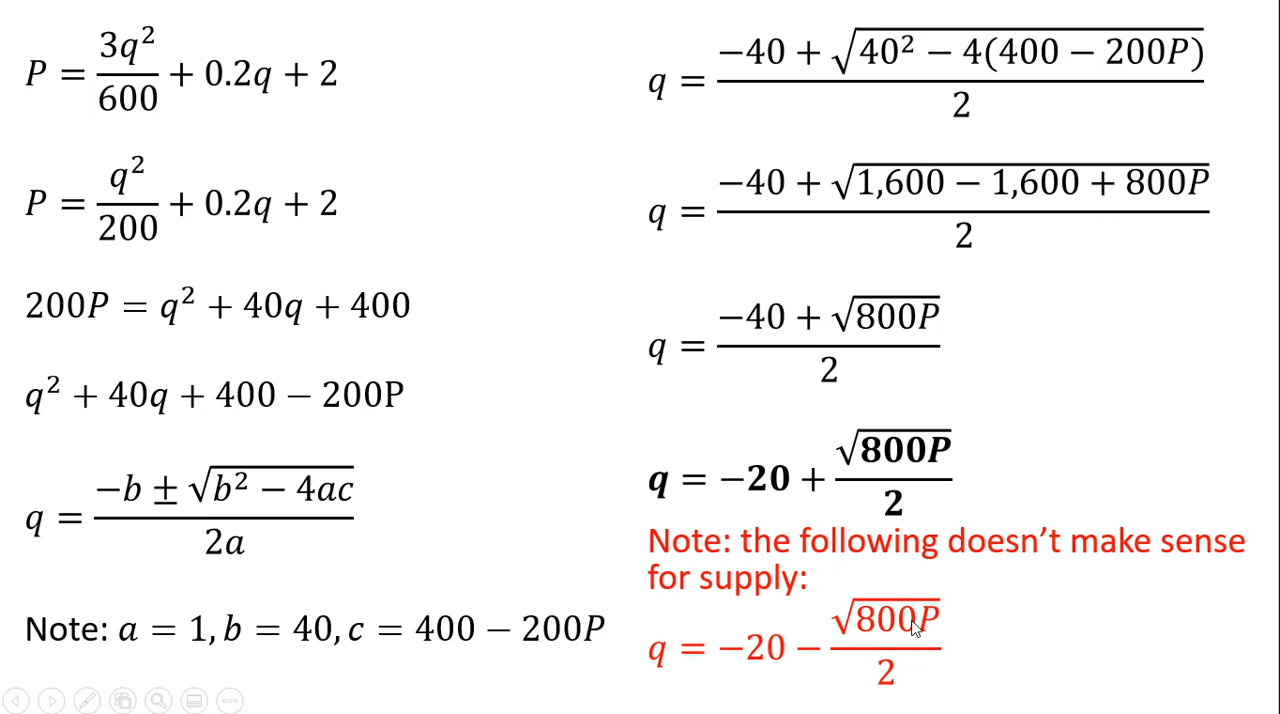 P = 3q²/600 + 0.2q + 2
P = q²/200 + 0.2q + 2
200P = q² + 40q + 400
q² + 40q + 400 − 200P
q = (−b ± √(b² − 4ac))/2a
Note: a = 1, b = 40, c = 400 − 200P
q = (−40 + √(40² − 4(400 − 200P)))/2
q = (−40 + √(1,600 − 1,600 + 800P))/2
q = (−40 + √(800P))/2
q = −20 + √(800P)/2
Note: the following doesn’t make sense
for supply:
q = −20 − √(800P)/2